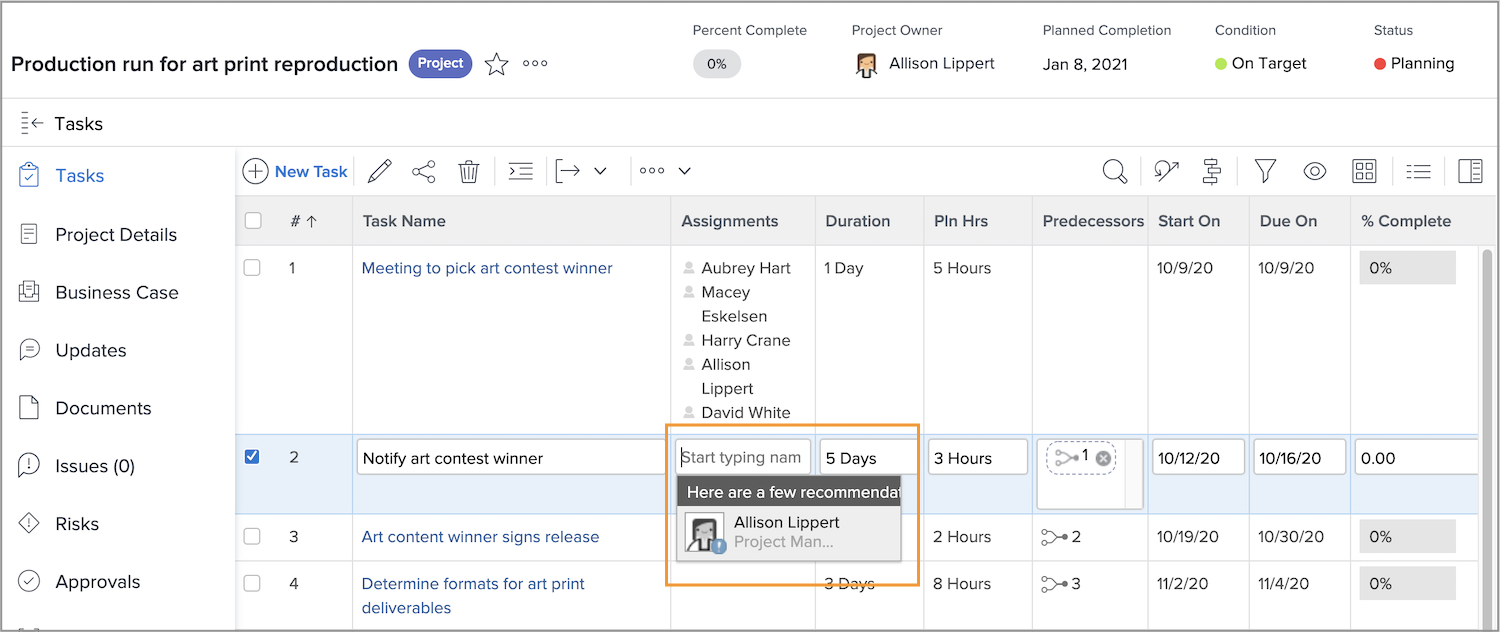 Percent Complete Project Owner Planned Completion Condition Status
Production run for art print reproduction Project 0% Allison Lippert Jan 8, 2021 On Target Planning
Tasks
Tasks
Project Details
Business Case
Updates
Documents
Issues (0)
Risks
Approvals
New Task
# Task Name Assignments Duration Pln Hrs Predecessors Start On Due On % Complete
1 Meeting to pick art contest winner Aubrey Hart 1 Day 5 Hours 10/9/20 10/9/20 0%
Macey
Eskelsen
Harry Crane
Allison
Lippert
David White
2 Notify art contest winner Start typing nam 5 Days 3 Hours 1 10/12/20 10/16/20 0.00
Here are a few recommendat
Allison Lippert
Project Man...
3 Art content winner signs release 2 Hours 2 10/19/20 10/30/20 0%
4 Determine formats for art print 3 Days 8 Hours 3 11/2/20 11/4/20 0%
deliverables